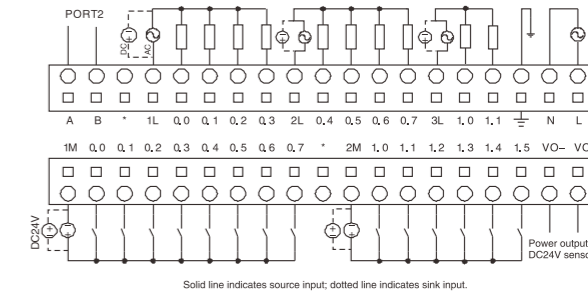 PORT2
DC
AC
A B * 1L 0.0 0.1 0.2 0.3 2L 0.4 0.5 0.6 0.7 3L 1.0 1.1 N L
1M 0.0 0.1 0.2 0.3 0.4 0.5 0.6 0.7 * 2M 1.0 1.1 1.2 1.3 1.4 1.5 VO-
DC24V
Power output
DC24V
Solid line indicates source input; dotted line indicates sink input.